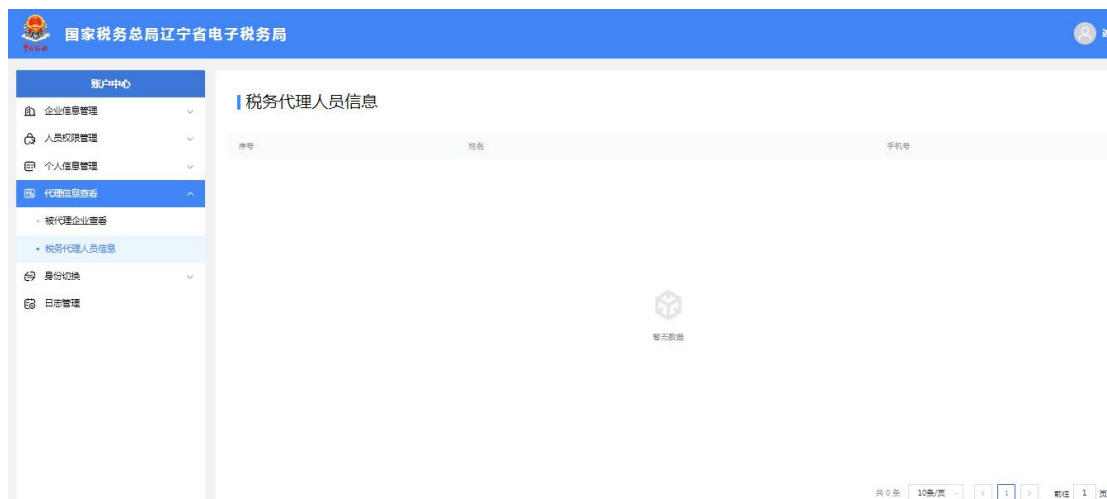 国家税务总局辽宁省电子税务局
账户中心
企业信息管理
人员权限管理
个人信息管理
代理信息查看
被代理企业查看
税务代理人员信息
身份切换
日志管理
税务代理人员信息
序号 姓名 手机号
暂无数据
共 0 条 10条/页 1 前往 1 页